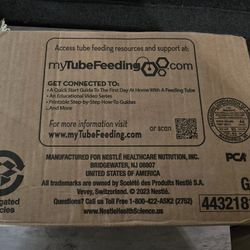 Access tube feeding resources and support at:
myTubeFeeding.com
GET CONNECTED TO:
• A Quick Start Guide To The First Day At Home With A Feeding Tube
• An Educational Video Series
• Printable Step-by-Step How-To Guides
...And More
For more information visit
www.myTubeFeeding.com
or scan
MANUFACTURED FOR NESTLÉ HEALTHCARE NUTRITION, INC.
BRIDGEWATER, NJ 08807
UNITED STATES OF AMERICA
All trademarks are owned by Société des Produits Nestlé S.A.
Vevey, Switzerland. © 2023 Nestlé.
Questions? Call us Toll Free 1-800-422-ASK2 (2752)
www.NestleHealthScience.us
PCA
G
4432181